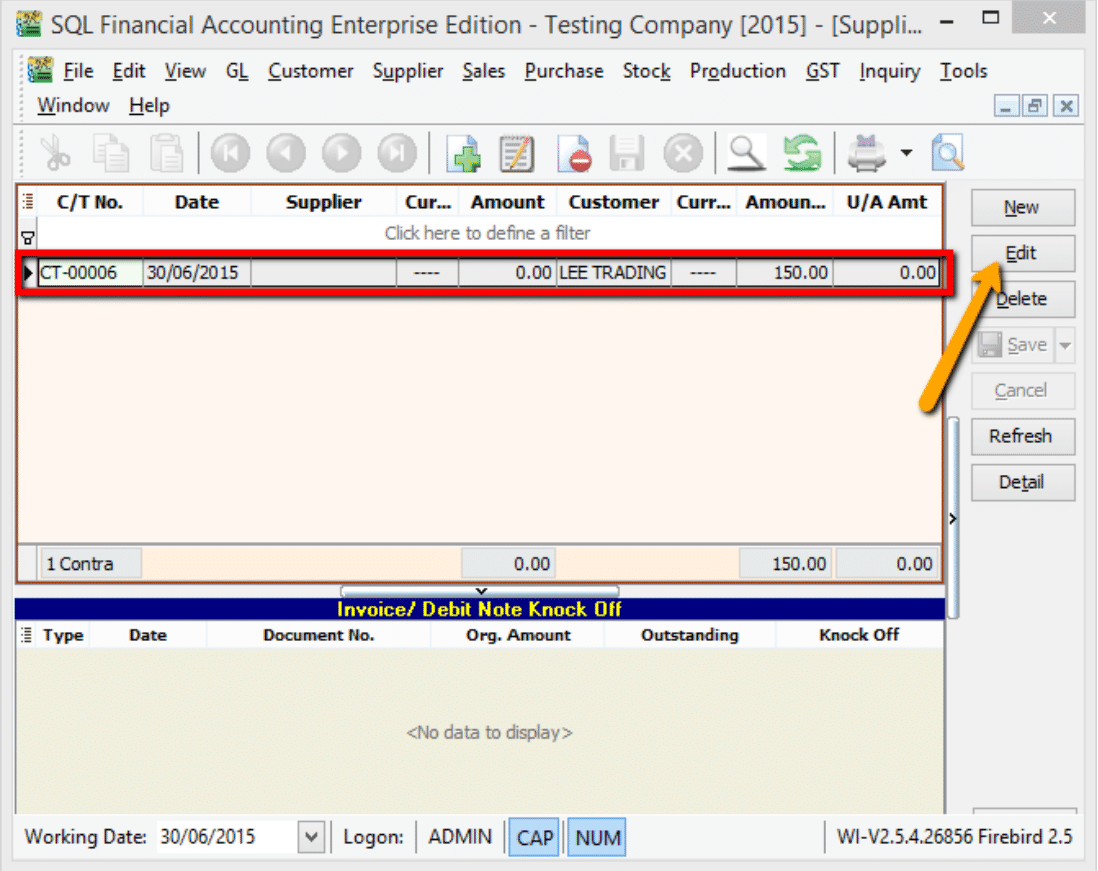 SQL Financial Accounting Enterprise Edition - Testing Company [2015] - [Suppli...
File Edit View GL Customer Supplier Sales Purchase Stock Production GST Inquiry Tools
Window Help
C/T No. Date Supplier Cur... Amount Customer Curr... Amoun... U/A Amt
Click here to define a filter
CT-00006 30/06/2015 ---- 0.00 LEE TRADING ---- 150.00 0.00
1 Contra 0.00 150.00 0.00
New
Edit
Delete
Save
Cancel
Refresh
Detail
Invoice/ Debit Note Knock Off
Type Date Document No. Org. Amount Outstanding Knock Off
<No data to display>
Working Date: 30/06/2015 Logon: ADMIN CAP NUM WI-V2.5.4.26856 Firebird 2.5